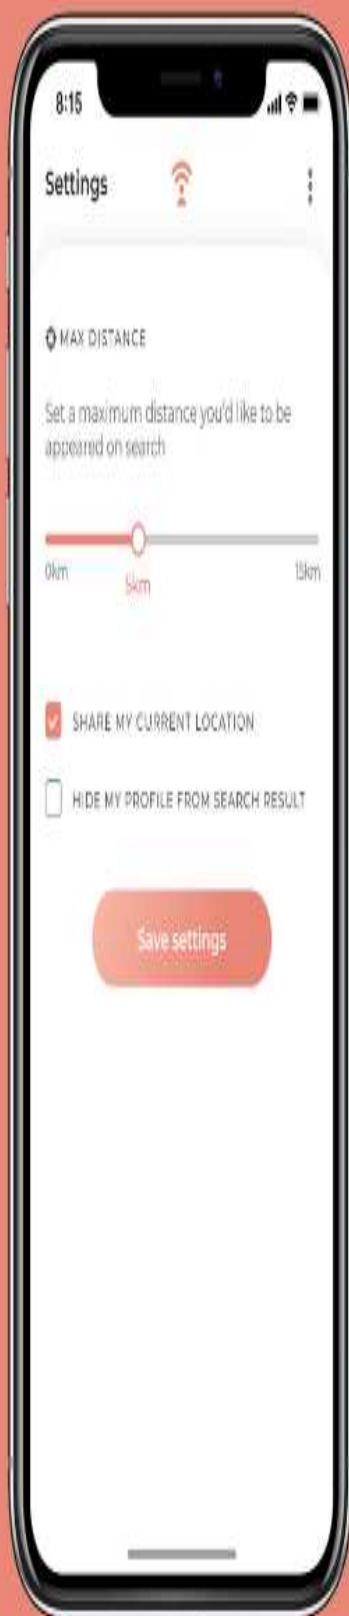 8:15
Settings
MAX DISTANCE
Set a maximum distance you'd like to be
appeared on search
0km
5km
15km
SHARE MY CURRENT LOCATION
HIDE MY PROFILE FROM SEARCH RESULT
Save settings